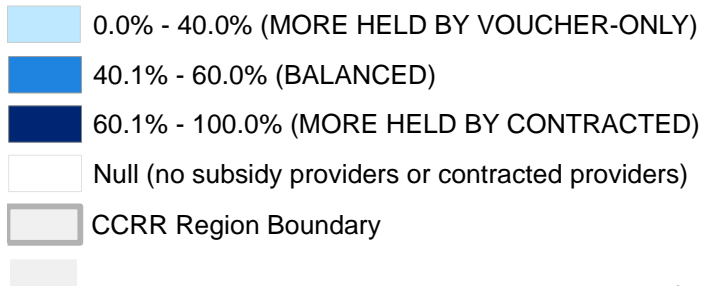 0.0% - 40.0% (MORE HELD BY VOUCHER-ONLY)
40.1% - 60.0% (BALANCED)
60.1% - 100.0% (MORE HELD BY CONTRACTED)
Null (no subsidy providers or contracted providers)
CCRR Region Boundary